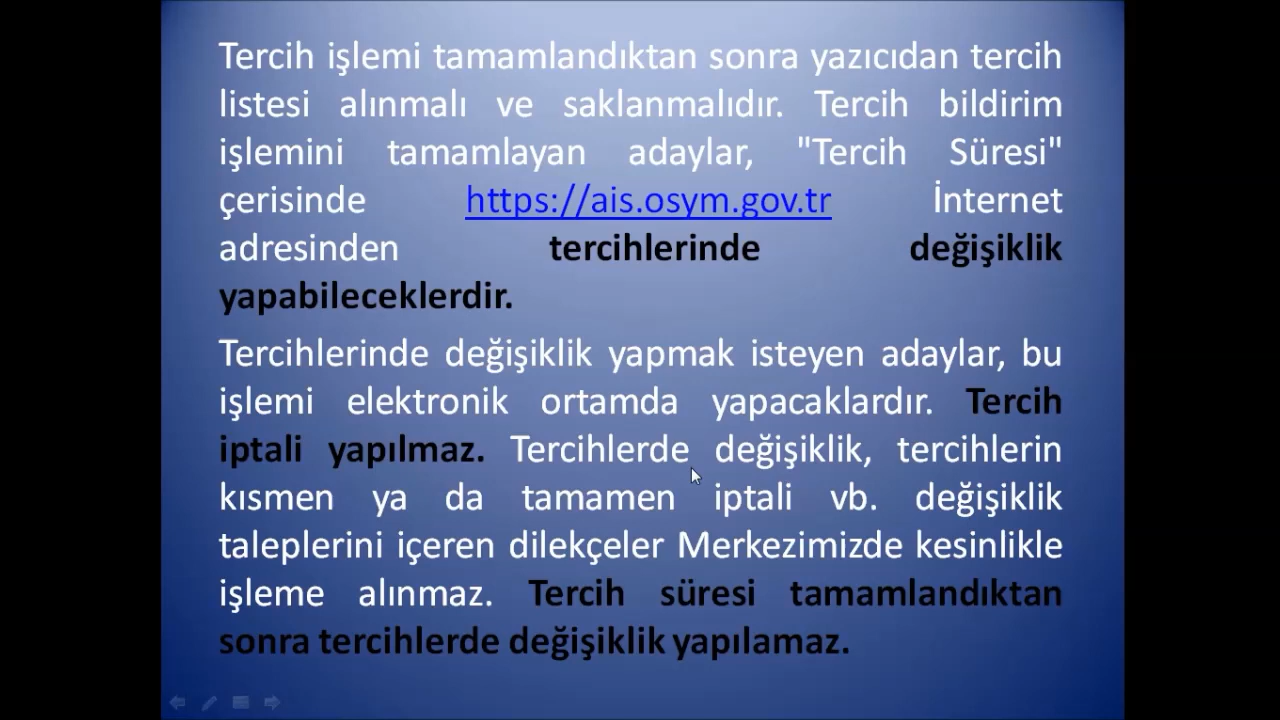 Tercih işlemi tamamlandıktan sonra yazıcıdan tercih
listesi alınmalı ve saklanmalıdır. Tercih bildirim
işlemini tamamlayan adaylar, "Tercih Süresi"
çerisinde https://ais.osym.gov.tr İnternet
adresinden tercihlerinde değişiklik
yapabileceklerdir.
Tercihlerinde değişiklik yapmak isteyen adaylar, bu
işlemi elektronik ortamda yapacaklardır. Tercih
iptali yapılmaz. Tercihlerde değişiklik, tercihlerin
kısmen ya da tamamen iptali vb. değişiklik
taleplerini içeren dilekçeler Merkezimizde kesinlikle
işleme alınmaz. Tercih süresi tamamlandıktan
sonra tercihlerde değişiklik yapılamaz.